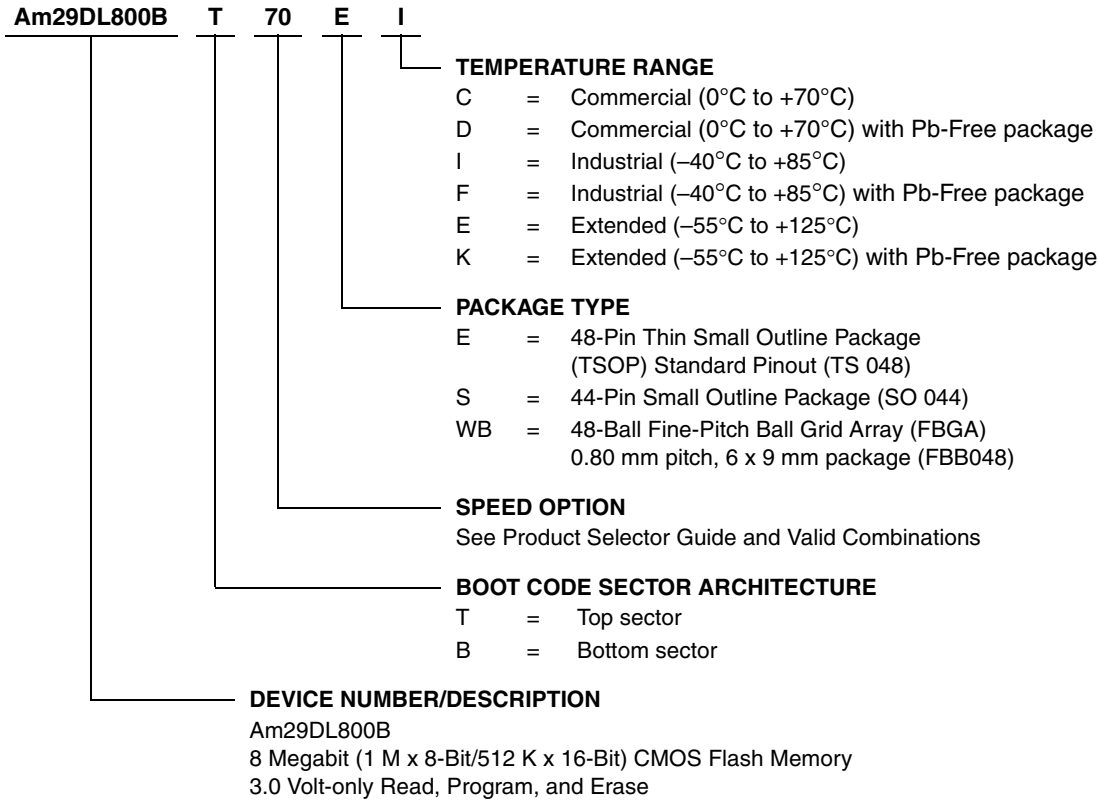 Am29DL800B T 70 E I
TEMPERATURE RANGE
C = Commercial (0°C to +70°C)
D = Commercial (0°C to +70°C) with Pb-Free package
I = Industrial (–40°C to +85°C)
F = Industrial (–40°C to +85°C) with Pb-Free package
E = Extended (–55°C to +125°C)
K = Extended (–55°C to +125°C) with Pb-Free package
PACKAGE TYPE
E = 48-Pin Thin Small Outline Package
(TSOP) Standard Pinout (TS 048)
S = 44-Pin Small Outline Package (SO 044)
WB = 48-Ball Fine-Pitch Ball Grid Array (FBGA)
0.80 mm pitch, 6 x 9 mm package (FBB048)
SPEED OPTION
See Product Selector Guide and Valid Combinations
BOOT CODE SECTOR ARCHITECTURE
T = Top sector
B = Bottom sector
DEVICE NUMBER/DESCRIPTION
Am29DL800B
8 Megabit (1 M x 8-Bit/512 K x 16-Bit) CMOS Flash Memory
3.0 Volt-only Read, Program, and Erase